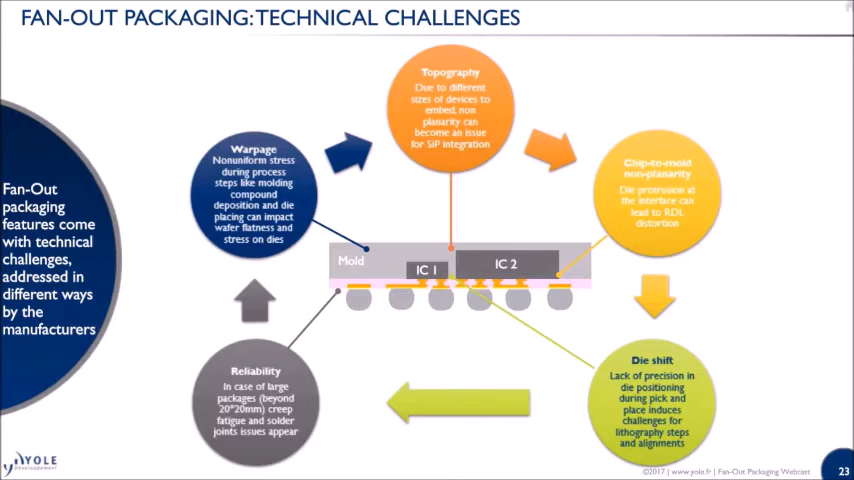 FAN-OUT PACKAGING: TECHNICAL CHALLENGES
Fan-Out
packaging
features come
with technical
challenges,
addressed in
different ways
by the
manufacturers
Warpage
Nonuniform stress
during process
steps like molding
compound
deposition and die
placing can impact
wafer flatness and
stress on dies
Topography
Due to different
sizes of devices to
embed, non
planarity can
become an issue
for SiP integration
Chip-to-mold
non-planarity
Die protrusion at
the interface can
lead to RDL
distortion
Mold
IC 1
IC 2
Die shift
Lack of precision in
die positioning
during pick and
place induces
challenges for
lithography steps
and alignments
Reliability
In case of large
packages (beyond
20*20mm) creep
fatigue and solder
joints issues appear
YOLE
Développement
©2017 | www.yole.fr | Fan-Out Packaging Webcast
23